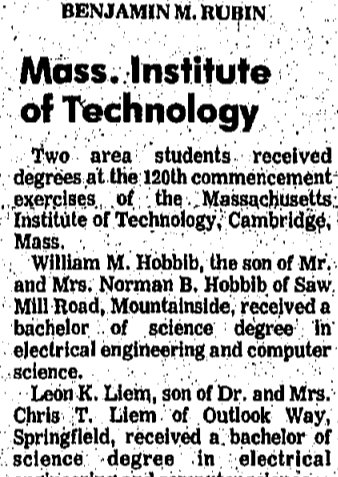 BENJAMIN M. RUBIN
Mass. Institute
of Technology
Two area students received
degrees at the 120th commencement
exercises of the Massachusetts
Institute of Technology, Cambridge,
Mass.
William M. Hobbib, the son of Mr.
and Mrs. Norman B. Hobbib of Saw
Mill Road, Mountainside, received a
bachelor of science degree in
electrical engineering and computer
science.
Leon K. Liem, son of Dr. and Mrs.
Chris T. Liem of Outlook Way,
Springfield, received a bachelor of
science degree in electrical